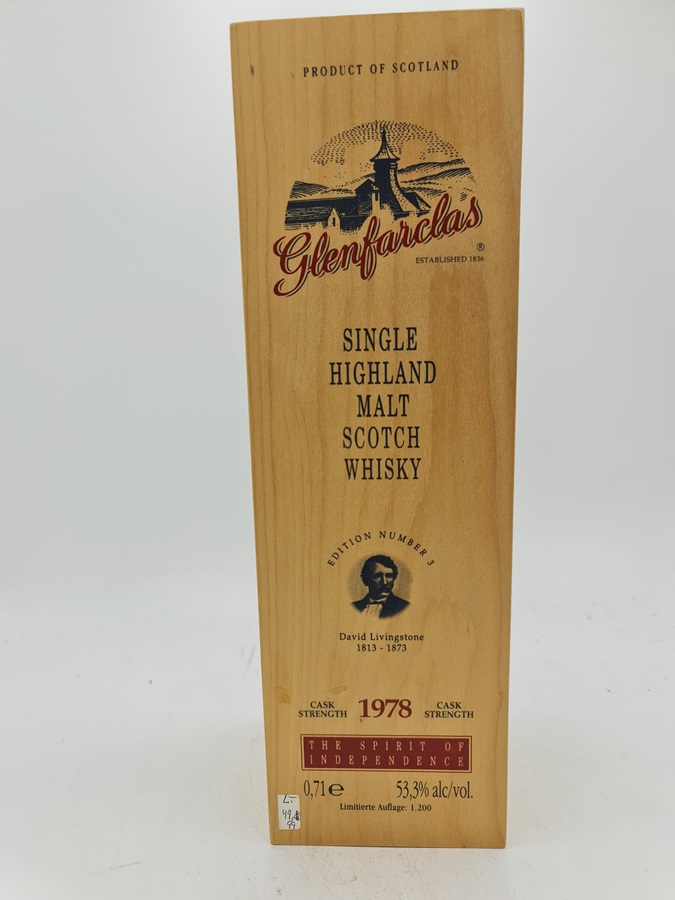 PRODUCT OF SCOTLAND
Glenfarclas
®
ESTABLISHED 1836
SINGLE
HIGHLAND
MALT
SCOTCH
WHISKY
EDITION NUMBER 3
David Livingstone
1813 - 1873
CASK STRENGTH 1978 CASK STRENGTH
THE SPIRIT OF
INDEPENDENCE
0,7l e 53,3% alc/vol.
Limitierte Auflage: 1.200